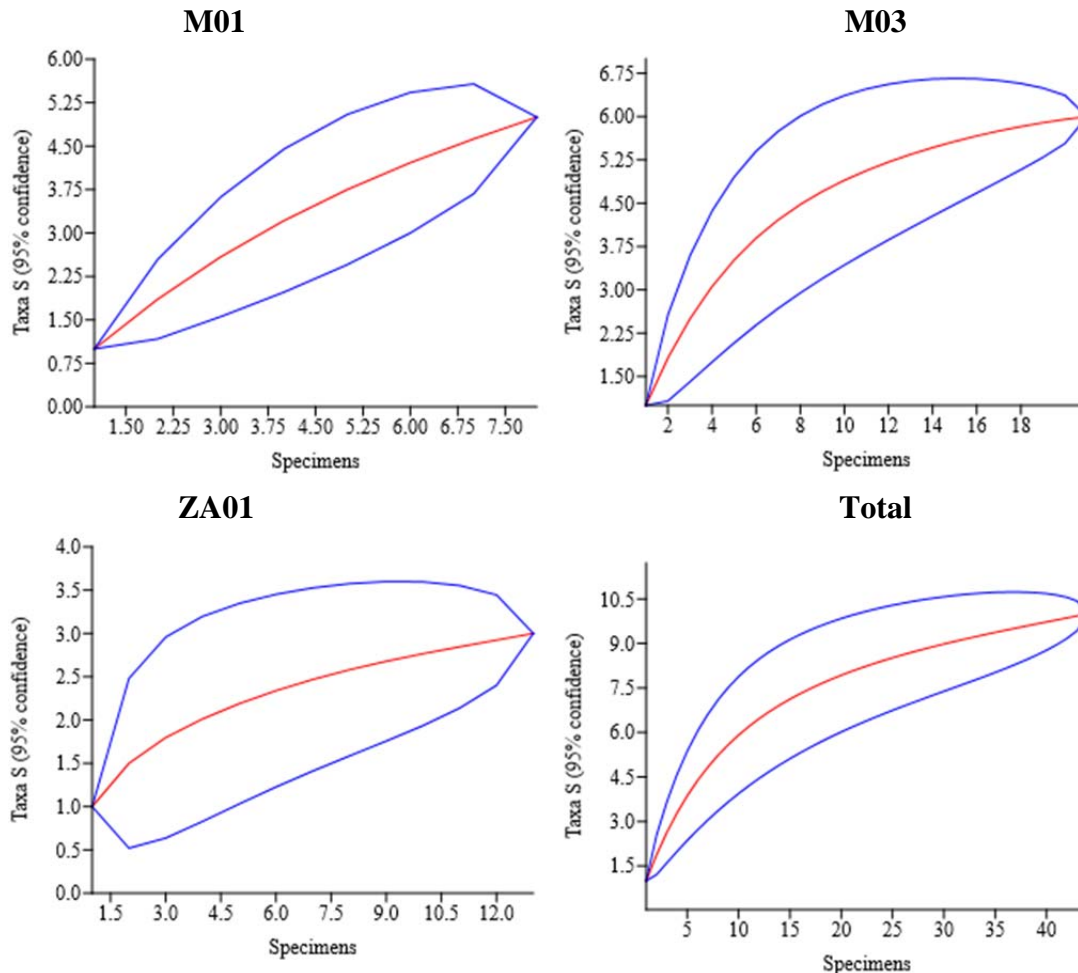 M01
6.00
5.25
4.50
3.75
3.00
2.25
1.50
0.75
0.00
Taxa S (95% confidence)
1.50 2.25 3.00 3.75 4.50 5.25 6.00 6.75 7.50
Specimens
M03
6.75
6.00
5.25
4.50
3.75
3.00
2.25
1.50
Taxa S (95% confidence)
2 4 6 8 10 12 14 16 18
Specimens
ZA01
4.0
3.5
3.0
2.5
2.0
1.5
1.0
0.5
0.0
Taxa S (95% confidence)
1.5 3.0 4.5 6.0 7.5 9.0 10.5 12.0
Specimens
Total
10.5
9.0
7.5
6.0
4.5
3.0
1.5
Taxa S (95% confidence)
5 10 15 20 25 30 35 40
Specimens